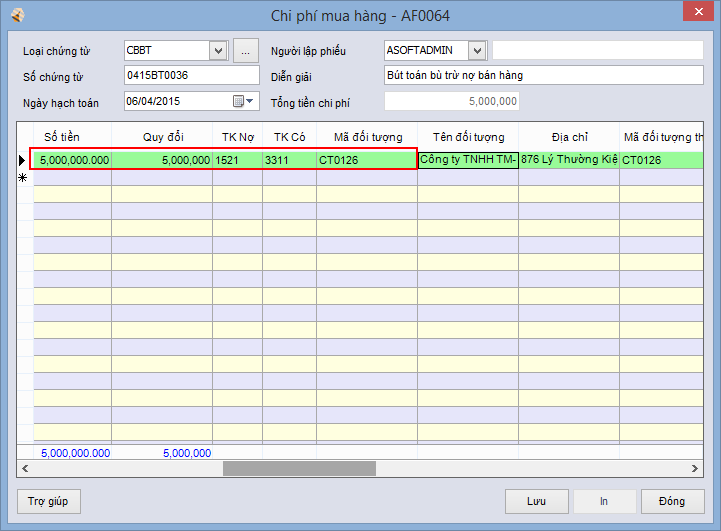 Chi phí mua hàng - AF0064
Loại chứng từ CBBT ... Người lập phiếu ASOFTADMIN
Số chứng từ 0415BT0036 Diễn giải Bút toán bù trừ nợ bán hàng
Ngày hạch toán 06/04/2015 Tổng tiền chi phí 5,000,000
Số tiền Quy đổi TK Nợ TK Có Mã đối tượng Tên đối tượng Địa chỉ Mã đối tượng th
5,000,000.000 5,000,000 1521 3311 CT0126 Công ty TNHH TM- 876 Lý Thường Kiệ CT0126
5,000,000.000 5,000,000
Trợ giúp Lưu In Đóng